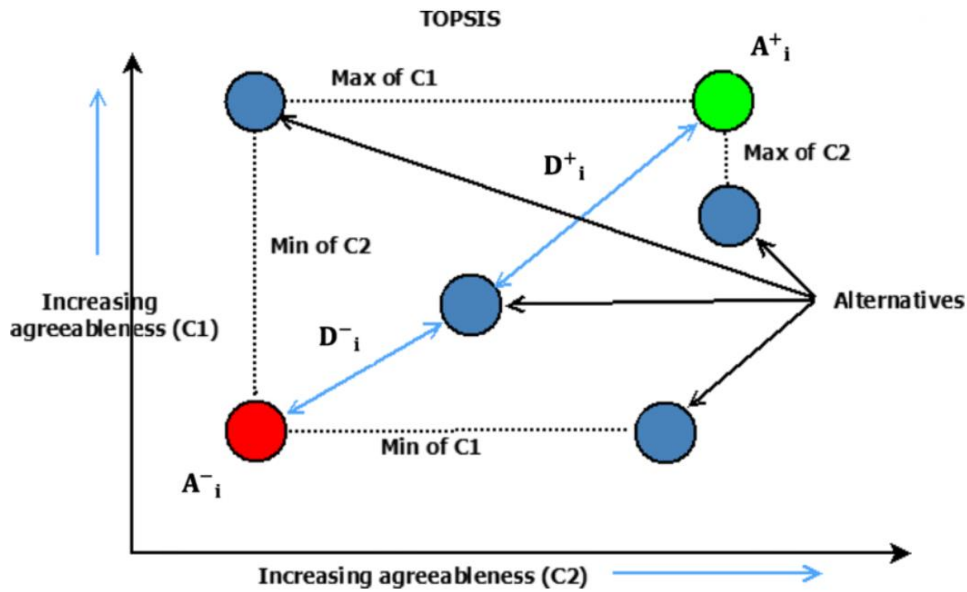 TOPSIS
A⁺ᵢ
Max of C1
Max of C2
D⁺ᵢ
Min of C2
Increasing
agreeableness (C1)
Alternatives
D⁻ᵢ
Min of C1
A⁻ᵢ
Increasing agreeableness (C2)